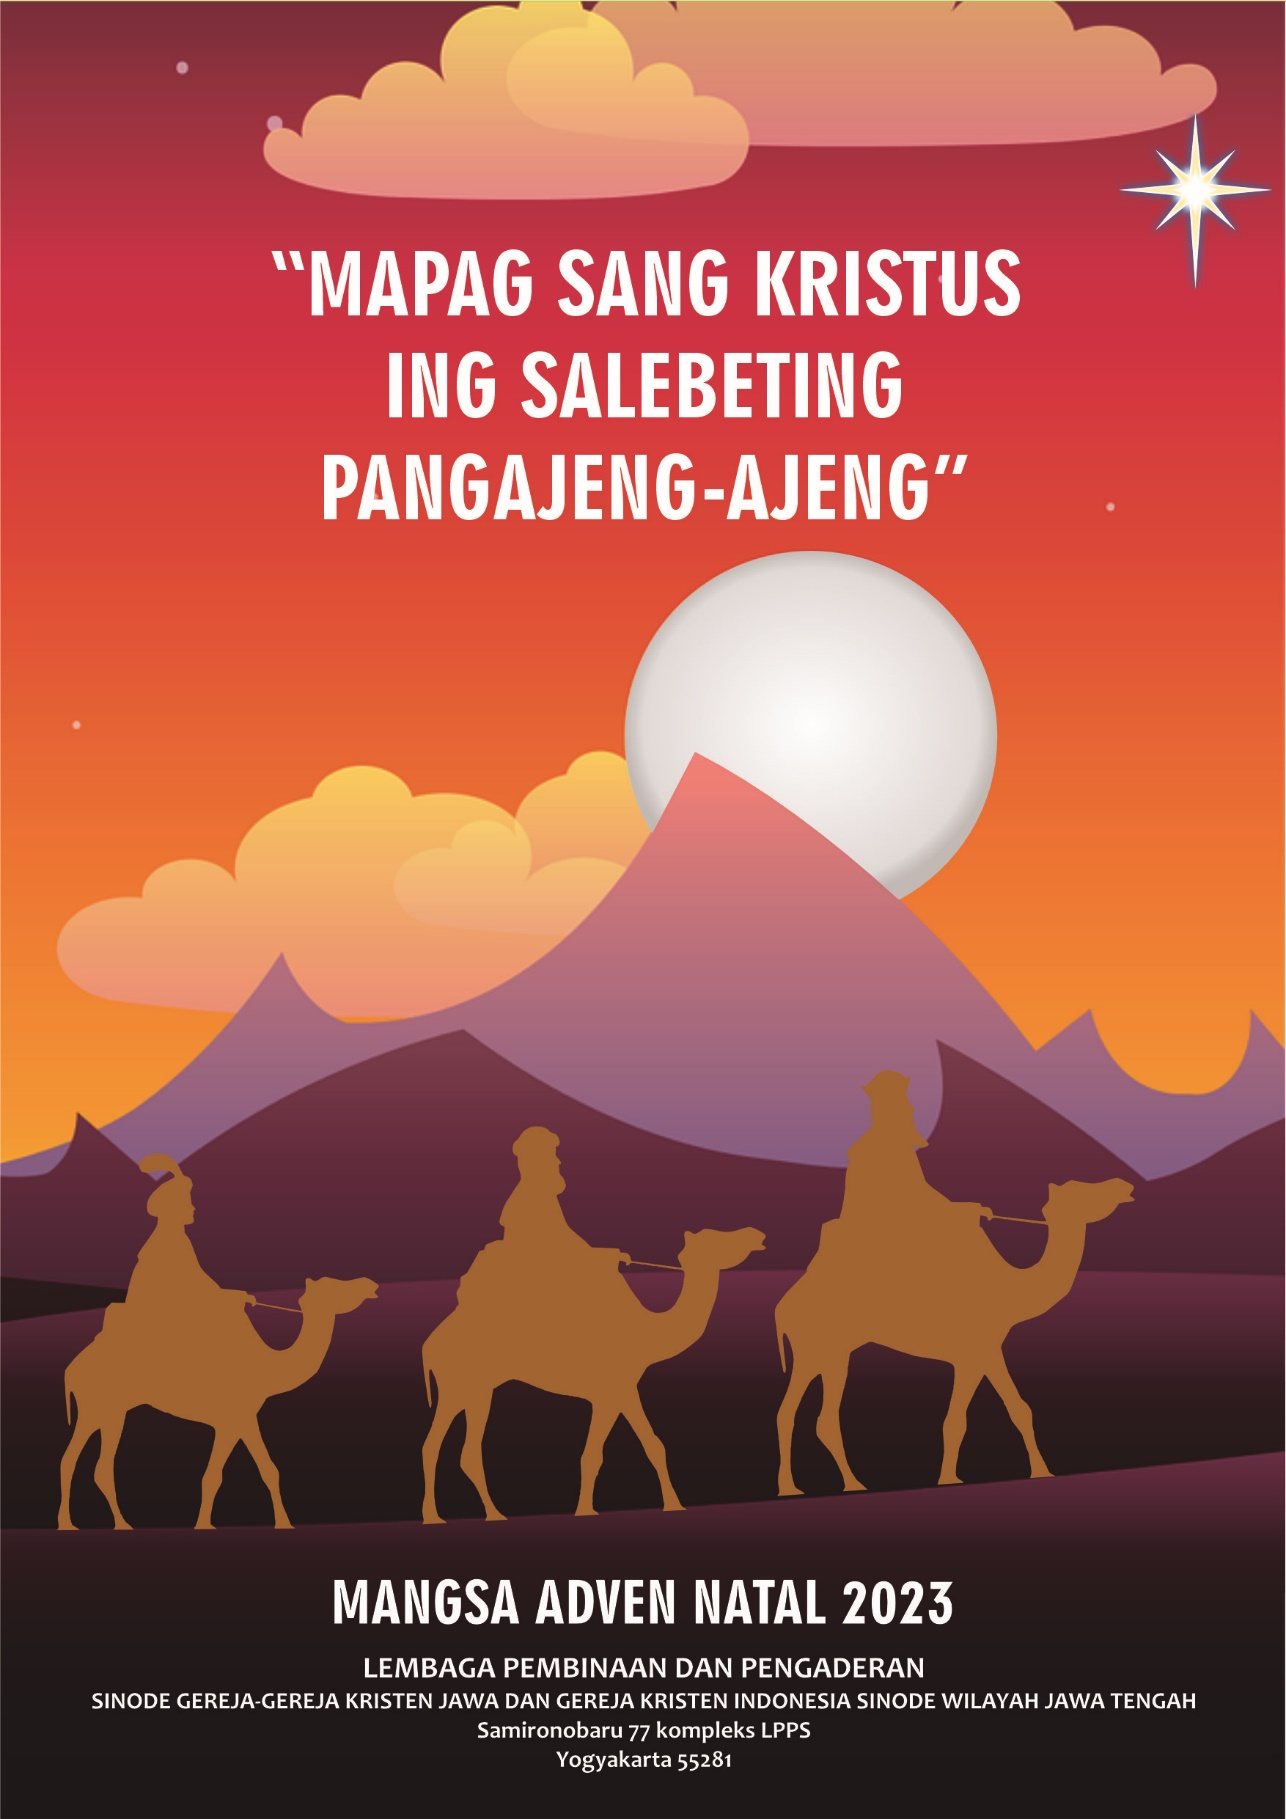 “MAPAG SANG KRISTUS
ING SALEBETING
PANGAJENG-AJENG”
MANGSA ADVEN NATAL 2023
LEMBAGA PEMBINAAN DAN PENGADERAN
SINODE GEREJA-GEREJA KRISTEN JAWA DAN GEREJA KRISTEN INDONESIA SINODE WILAYAH JAWA TENGAH
Samironobaru 77 kompleks LPPS
Yogyakarta 55281